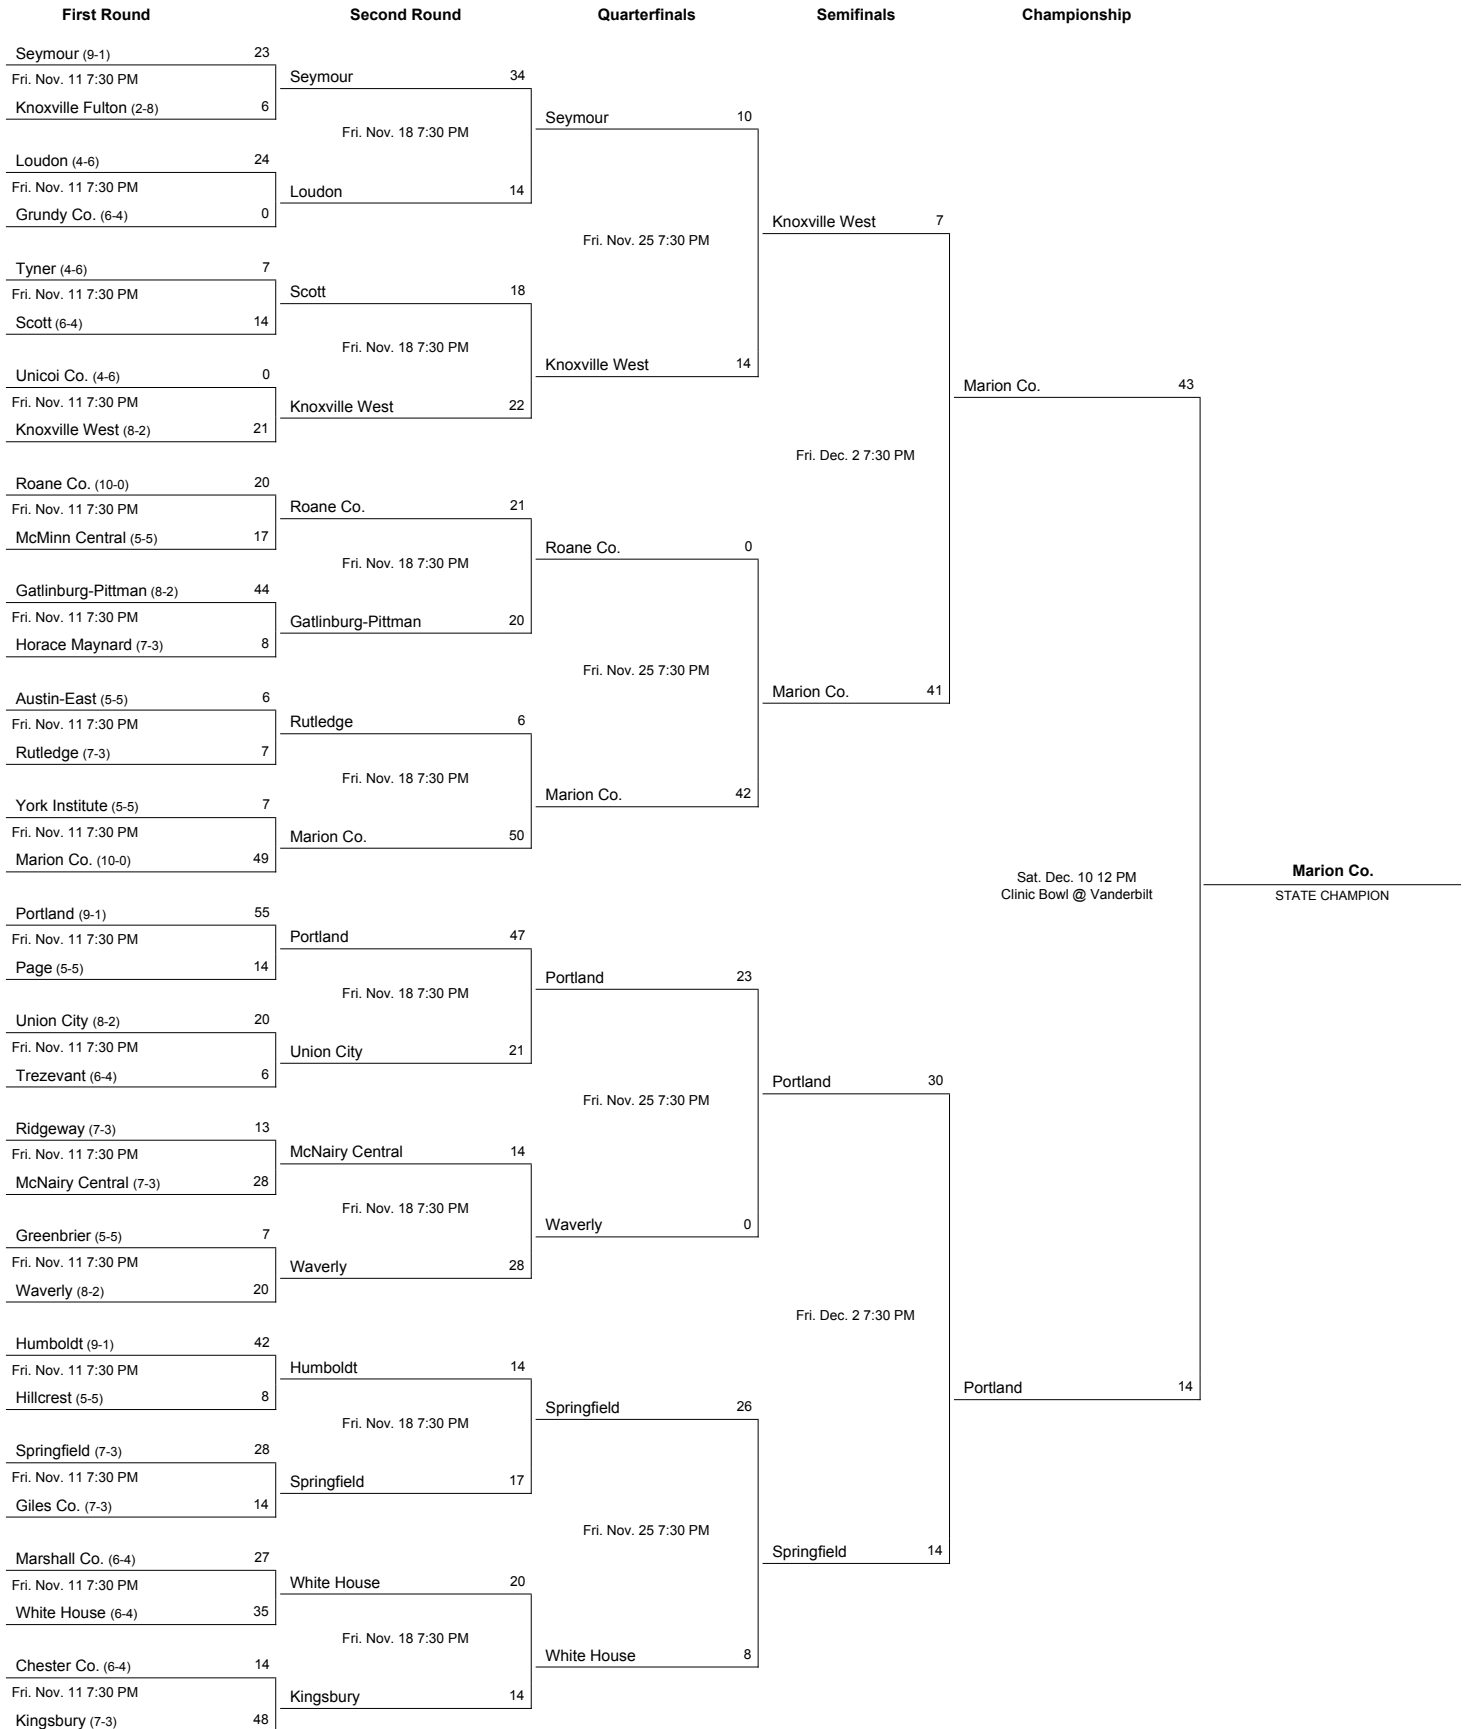 First Round Second Round Quarterfinals Semifinals Championship
Seymour (9-1) 23
Fri. Nov. 11 7:30 PM
Knoxville Fulton (2-8) 6
Loudon (4-6) 24
Fri. Nov. 11 7:30 PM
Grundy Co. (6-4) 0
Tyner (4-6) 7
Fri. Nov. 11 7:30 PM
Scott (6-4) 14
Unicoi Co. (4-6) 0
Fri. Nov. 11 7:30 PM
Knoxville West (8-2) 21
Roane Co. (10-0) 20
Fri. Nov. 11 7:30 PM
McMinn Central (5-5) 17
Gatlinburg-Pittman (8-2) 44
Fri. Nov. 11 7:30 PM
Horace Maynard (7-3) 8
Austin-East (5-5) 6
Fri. Nov. 11 7:30 PM
Rutledge (7-3) 7
York Institute (5-5) 7
Fri. Nov. 11 7:30 PM
Marion Co. (10-0) 49
Portland (9-1) 55
Fri. Nov. 11 7:30 PM
Page (5-5) 14
Union City (8-2) 20
Fri. Nov. 11 7:30 PM
Trezevant (6-4) 6
Ridgeway (7-3) 13
Fri. Nov. 11 7:30 PM
McNairy Central (7-3) 28
Greenbrier (5-5) 7
Fri. Nov. 11 7:30 PM
Waverly (8-2) 20
Humboldt (9-1) 42
Fri. Nov. 11 7:30 PM
Hillcrest (5-5) 8
Springfield (7-3) 28
Fri. Nov. 11 7:30 PM
Giles Co. (7-3) 14
Marshall Co. (6-4) 27
Fri. Nov. 11 7:30 PM
White House (6-4) 35
Chester Co. (6-4) 14
Fri. Nov. 11 7:30 PM
Kingsbury (7-3) 48
Seymour 34
Fri. Nov. 18 7:30 PM
Loudon 14
Scott 18
Fri. Nov. 18 7:30 PM
Knoxville West 22
Roane Co. 21
Fri. Nov. 18 7:30 PM
Gatlinburg-Pittman 20
Rutledge 6
Fri. Nov. 18 7:30 PM
Marion Co. 50
Portland 47
Fri. Nov. 18 7:30 PM
Union City 21
McNairy Central 14
Fri. Nov. 18 7:30 PM
Waverly 28
Humboldt 14
Fri. Nov. 18 7:30 PM
Springfield 17
White House 20
Fri. Nov. 18 7:30 PM
Kingsbury 14
Seymour 10
Fri. Nov. 25 7:30 PM
Knoxville West 14
Roane Co. 0
Fri. Nov. 25 7:30 PM
Marion Co. 42
Portland 23
Fri. Nov. 25 7:30 PM
Waverly 0
Springfield 26
Fri. Nov. 25 7:30 PM
White House 8
Knoxville West 7
Fri. Dec. 2 7:30 PM
Marion Co. 41
Portland 30
Fri. Dec. 2 7:30 PM
Springfield 14
Marion Co. 43
Sat. Dec. 10 12 PM
Clinic Bowl @ Vanderbilt
Portland 14
Marion Co.
STATE CHAMPION